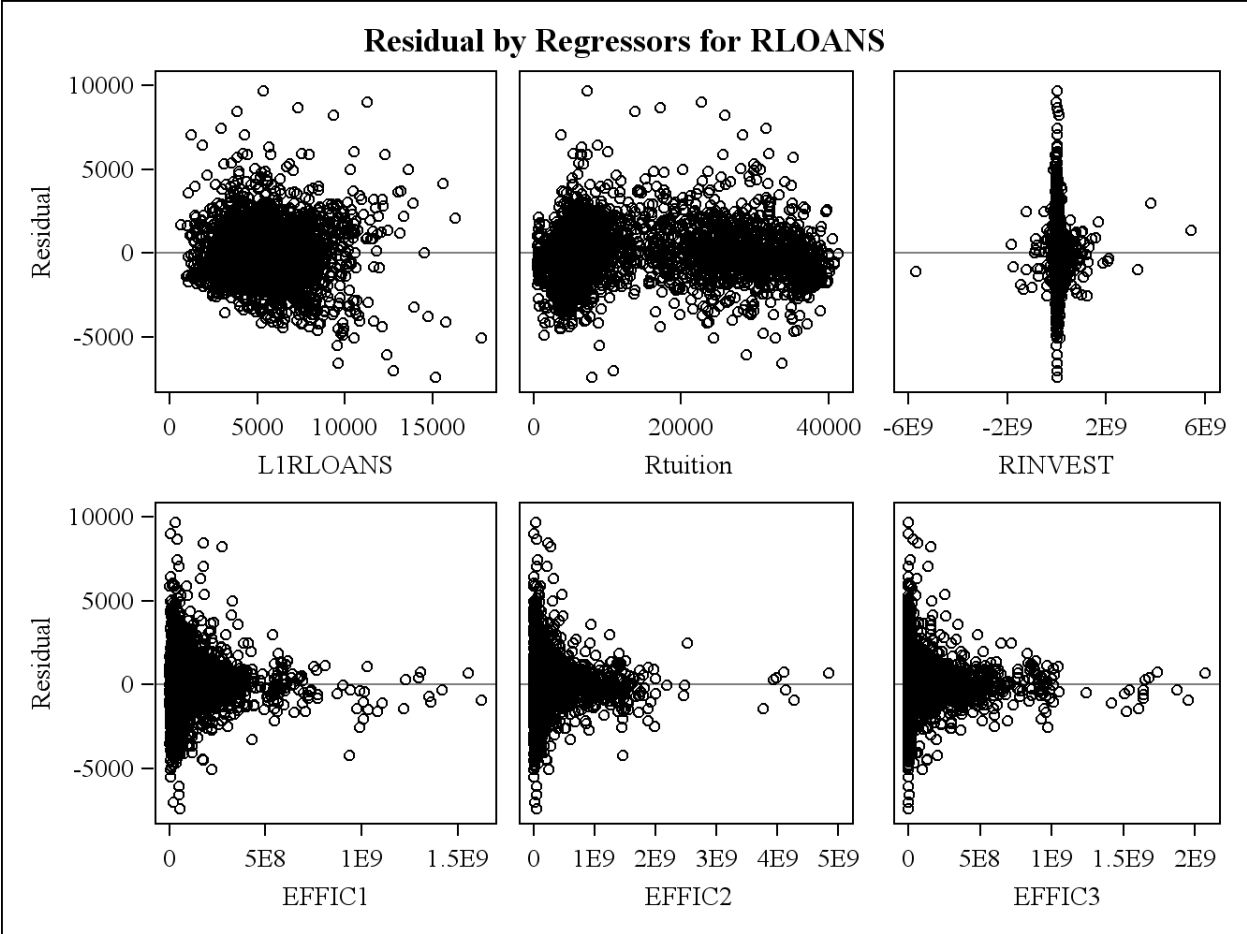 Residual by Regressors for RLOANS
10000
5000
0
-5000
Residual
0 5000 10000 15000
L1RLOANS
0 20000 40000
Rtuition
-6E9 -2E9 2E9 6E9
RINVEST
10000
5000
0
-5000
Residual
0 5E8 1E9 1.5E9
EFFIC1
0 1E9 2E9 3E9 4E9 5E9
EFFIC2
0 5E8 1E9 1.5E9 2E9
EFFIC3